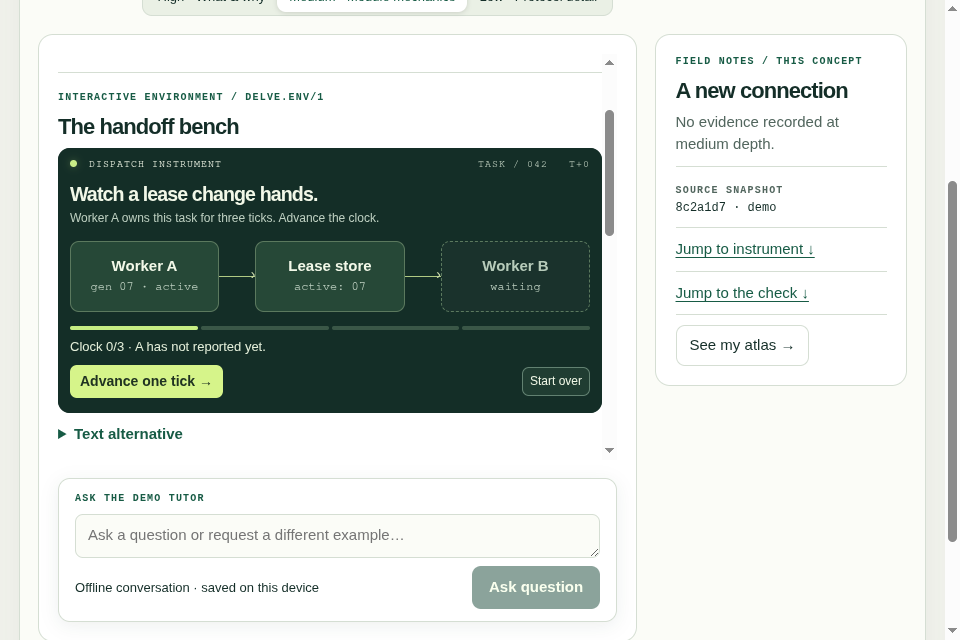 INTERACTIVE ENVIRONMENT / DELVE.ENV/1
The handoff bench
DISPATCH INSTRUMENT
TASK / 042 T+0
Watch a lease change hands.
Worker A owns this task for three ticks. Advance the clock.
Worker A
gen 07 · active
Lease store
active: 07
Worker B
waiting
Clock 0/3 · A has not reported yet.
Advance one tick →
Start over
Text alternative
ASK THE DEMO TUTOR
Ask a question or request a different example…
Offline conversation · saved on this device
Ask question
FIELD NOTES / THIS CONCEPT
A new connection
No evidence recorded at
medium depth.
SOURCE SNAPSHOT
8c2a1d7 · demo
Jump to instrument ↓
Jump to the check ↓
See my atlas →